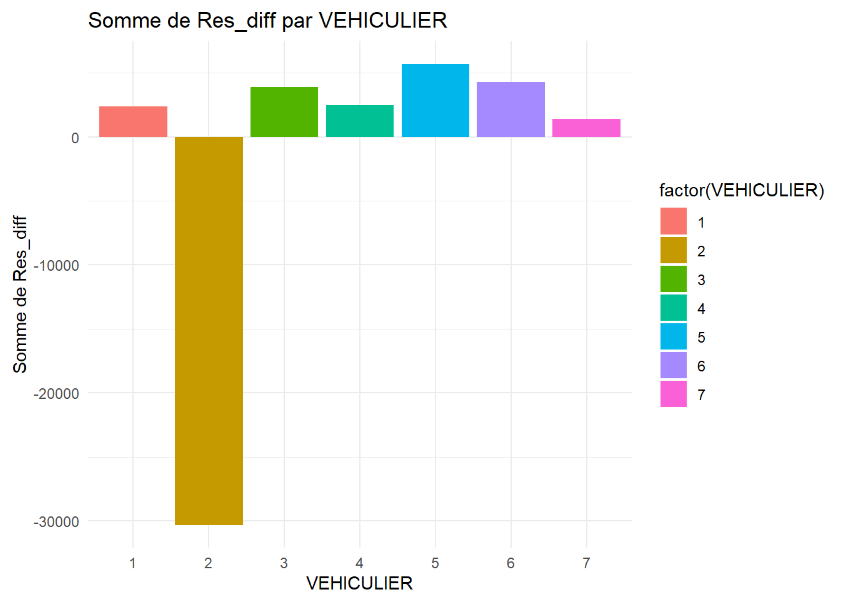 Somme de Res_diff par VEHICULIER
Somme de Res_diff
0
-10000
-20000
-30000
1 2 3 4 5 6 7
VEHICULIER
factor(VEHICULIER)
1
2
3
4
5
6
7